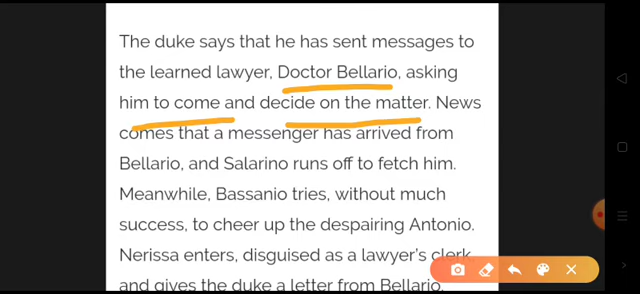 The duke says that he has sent messages to
the learned lawyer, Doctor Bellario, asking
him to come and decide on the matter. News
comes that a messenger has arrived from
Bellario, and Salarino runs off to fetch him.
Meanwhile, Bassanio tries, without much
success, to cheer up the despairing Antonio.
Nerissa enters, disguised as a lawyer's clerk,
and gives the duke a letter from Bellario.